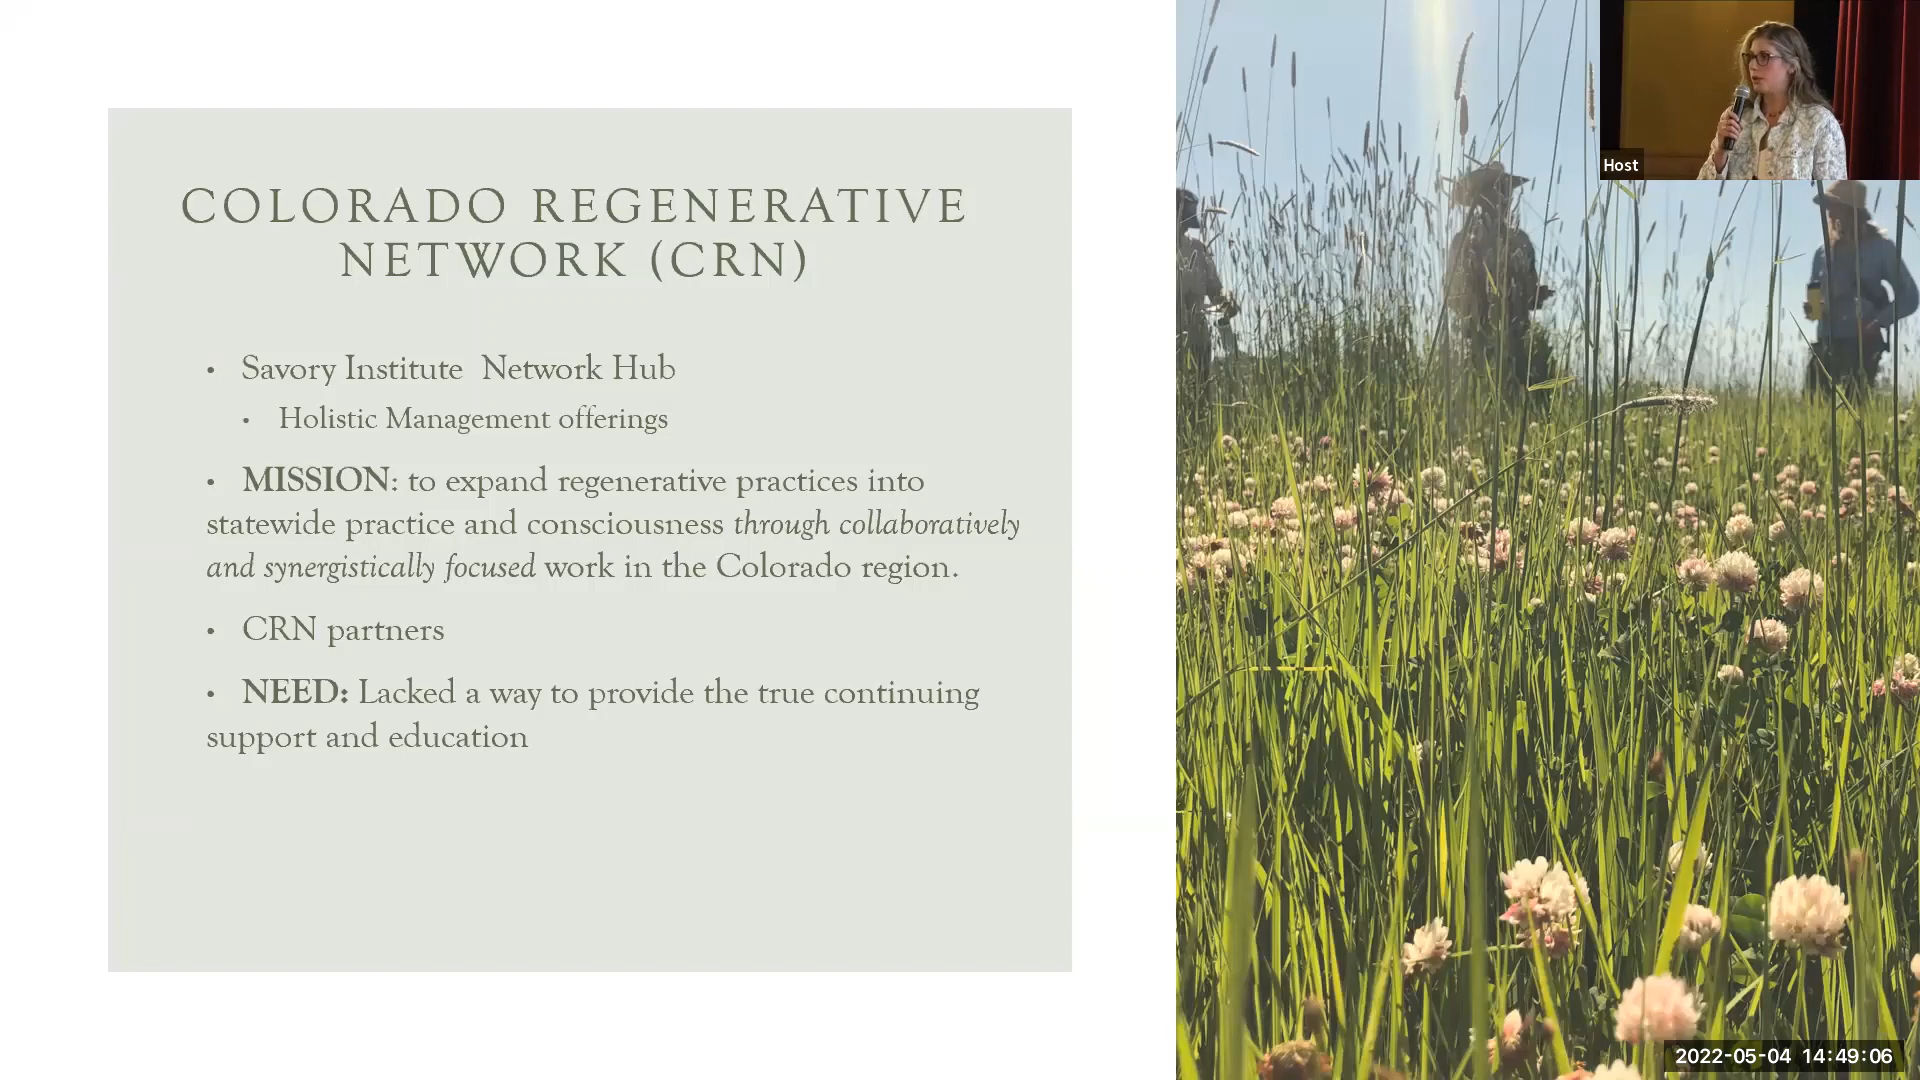 COLORADO REGENERATIVE
NETWORK (CRN)
• Savory Institute  Network Hub
• Holistic Management offerings
• MISSION: to expand regenerative practices into
statewide practice and consciousness through collaboratively
and synergistically focused work in the Colorado region.
• CRN partners
• NEED: Lacked a way to provide the true continuing
support and education
Host
2022-05-04 14:49:06